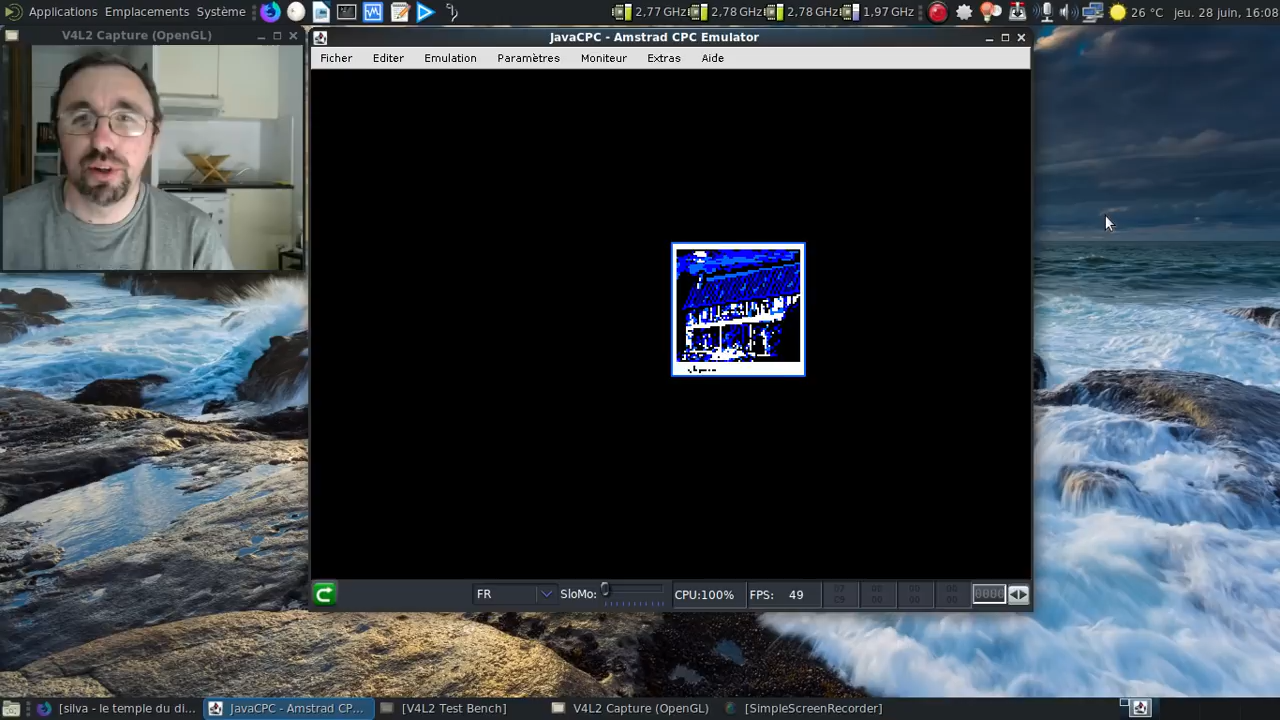 Applications Emplacements Système 2,77 GHz 2,78 GHz 2,78 GHz 1,97 GHz 26 °C jeu. 28 juin, 16:08
V4L2 Capture (OpenGL)
JavaCPC - Amstrad CPC Emulator
Ficher Editer Emulation Paramètres Moniteur Extras Aide
FR SloMo: CPU:100% FPS: 49
[silva - le temple du di... JavaCPC - Amstrad CP... [V4L2 Test Bench] V4L2 Capture (OpenGL) [SimpleScreenRecorder]